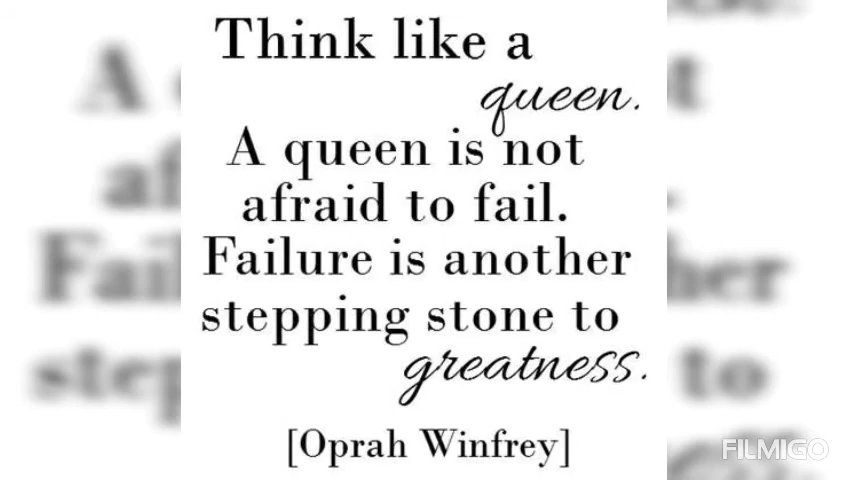 Think like a
queen.
A queen is not
afraid to fail.
Failure is another
stepping stone to
greatness.
[Oprah Winfrey]
FILMIGO